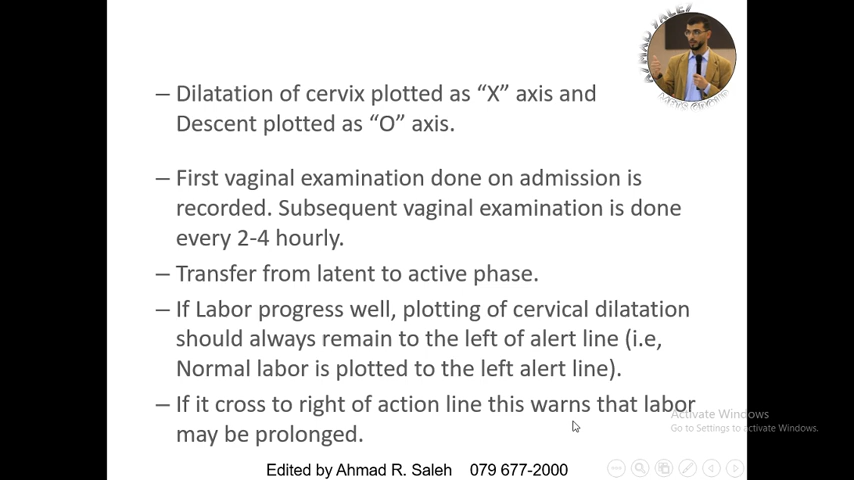 – Dilatation of cervix plotted as “X” axis and
Descent plotted as “O” axis.
– First vaginal examination done on admission is
recorded. Subsequent vaginal examination is done
every 2-4 hourly.
– Transfer from latent to active phase.
– If Labor progress well, plotting of cervical dilatation
should always remain to the left of alert line (i.e,
Normal labor is plotted to the left alert line).
– If it cross to right of action line this warns that labor
may be prolonged.
Activate Windows
Go to Settings to activate Windows.
Edited by Ahmad R. Saleh 079 677-2000